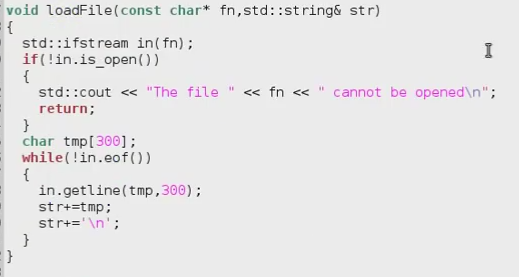 void loadFile(const char* fn,std::string& str)
{
  std::ifstream in(fn);
  if(!in.is_open())
  {
    std::cout << "The file " << fn << " cannot be opened\n";
    return;
  }
  char tmp[300];
  while(!in.eof())
  {
    in.getline(tmp,300);
    str+=tmp;
    str+='\n';
  }
}